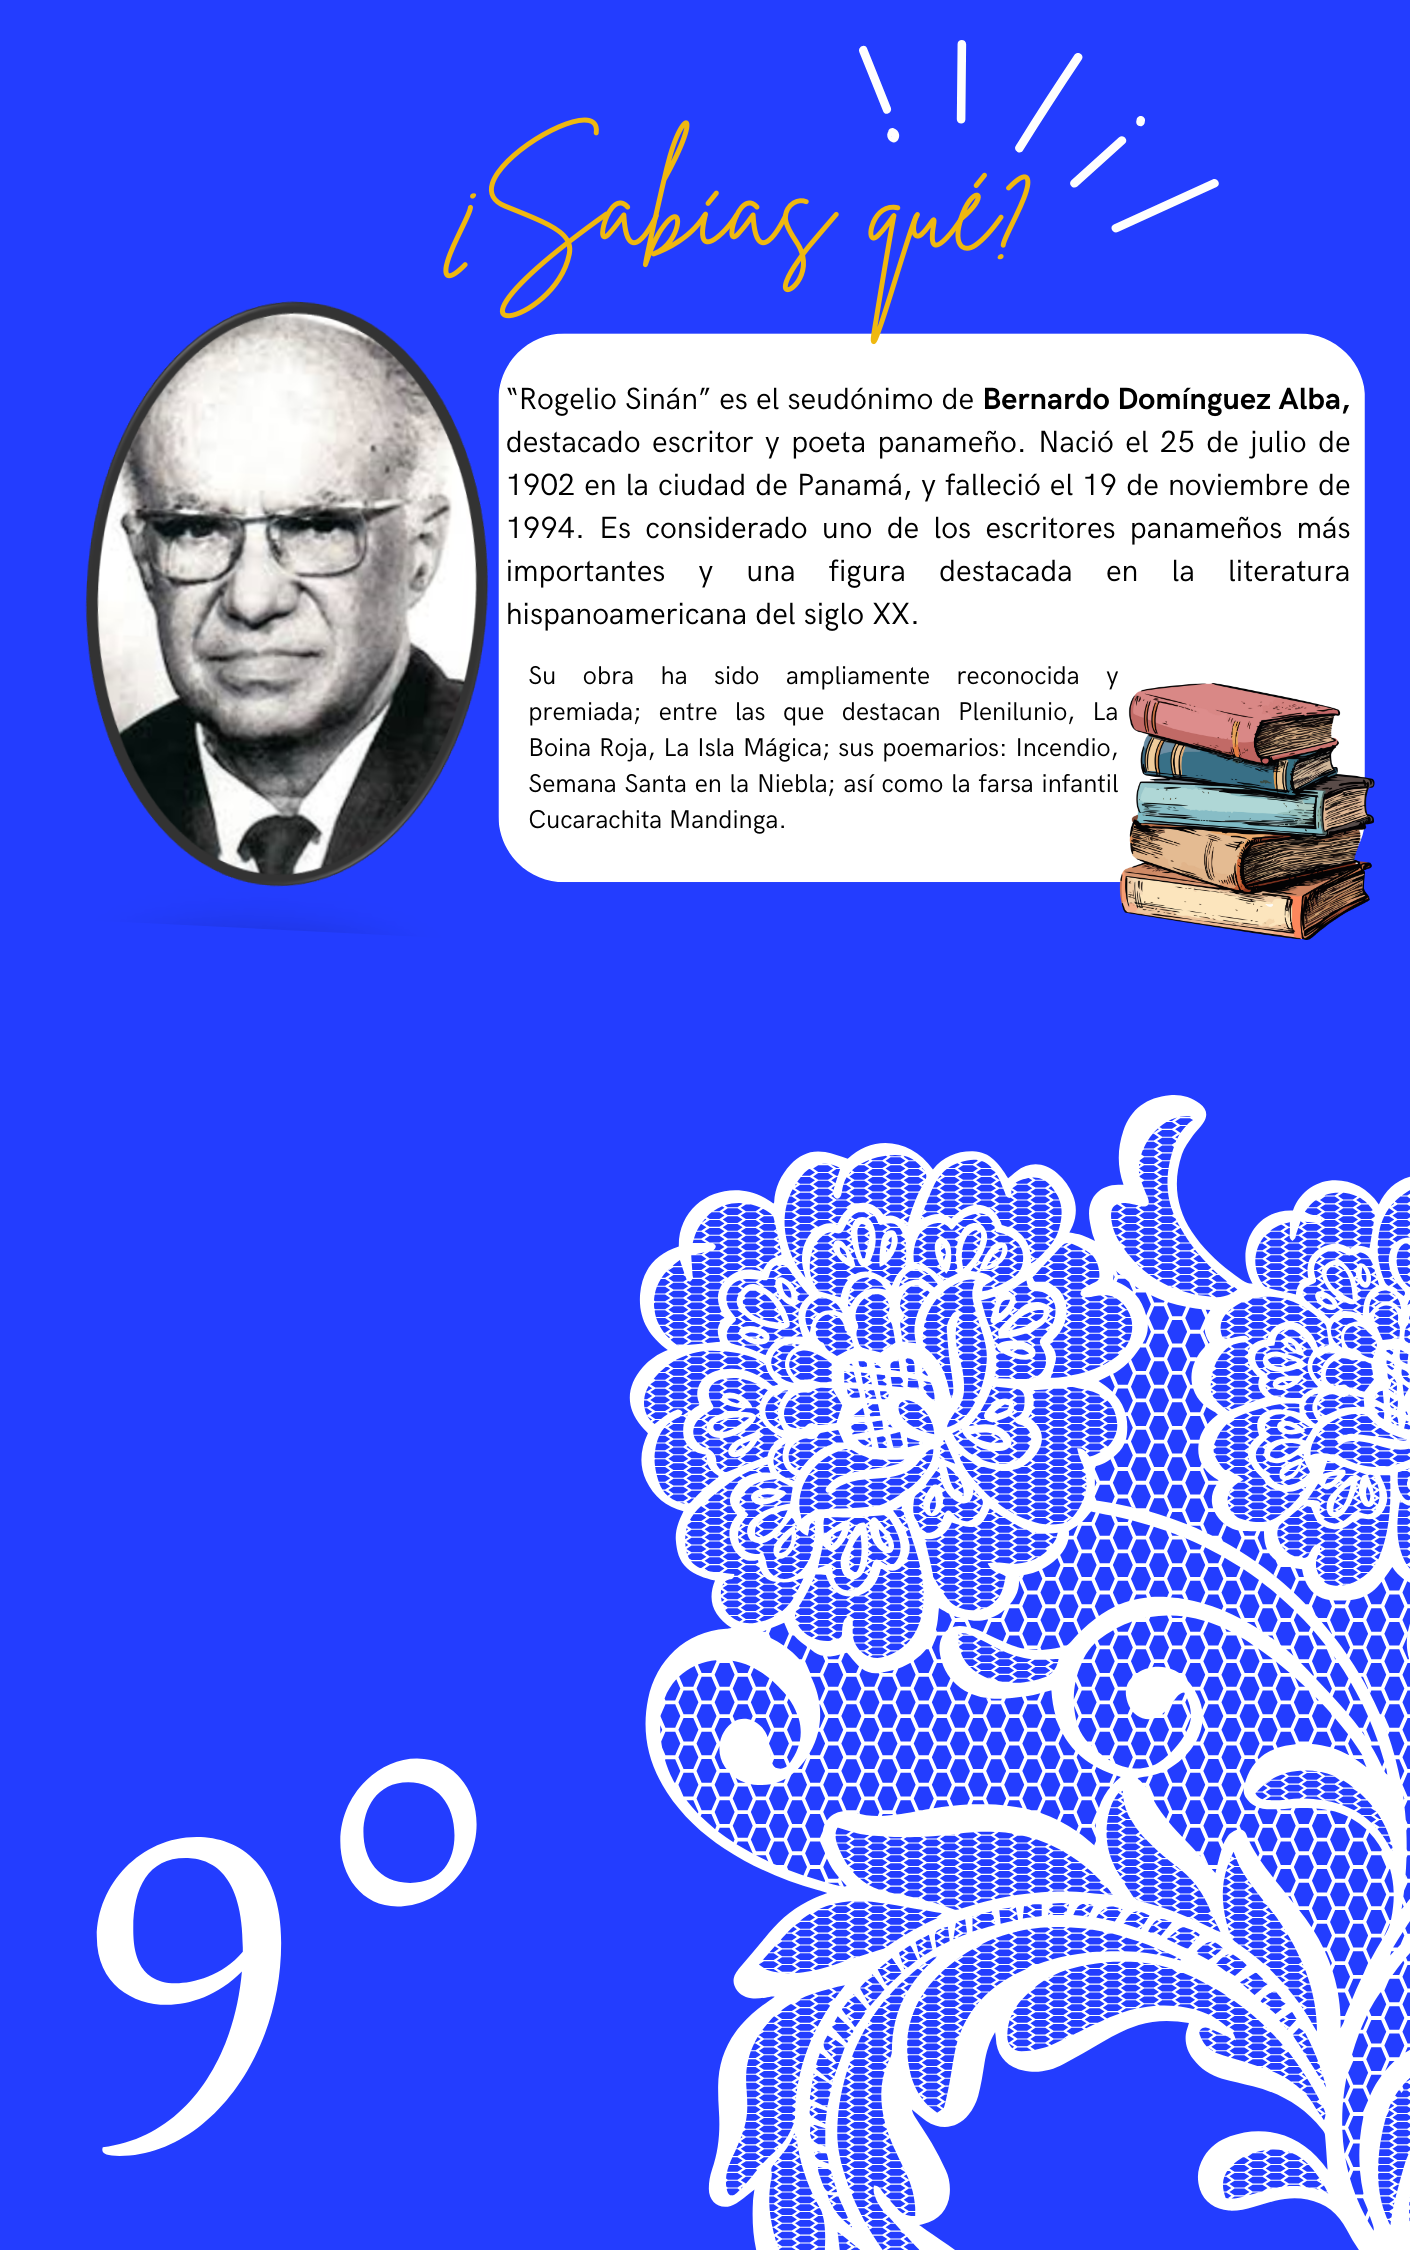 ¡Sabías qué?
“Rogelio Sinán” es el seudónimo de Bernardo Domínguez Alba,
destacado escritor y poeta panameño. Nació el 25 de julio de
1902 en la ciudad de Panamá, y falleció el 19 de noviembre de
1994. Es considerado uno de los escritores panameños más
importantes y una figura destacada en la literatura
hispanoamericana del siglo XX.
Su obra ha sido ampliamente reconocida y
premiada; entre las que destacan Plenilunio, La
Boina Roja, La Isla Mágica; sus poemarios: Incendio,
Semana Santa en la Niebla; así como la farsa infantil
Cucarachita Mandinga.
9°